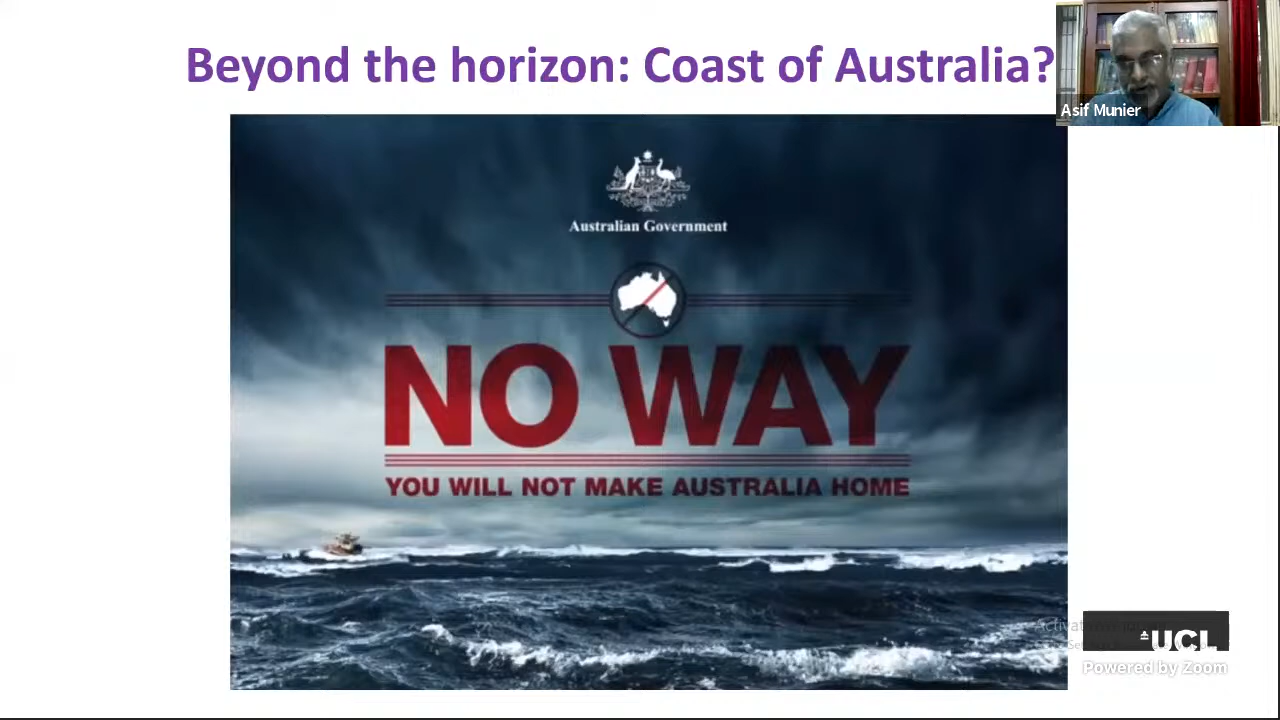 Beyond the horizon: Coast of Australia?
Asif Munier
Australian Government
NO WAY
YOU WILL NOT MAKE AUSTRALIA HOME
UCL
Powered by Zoom